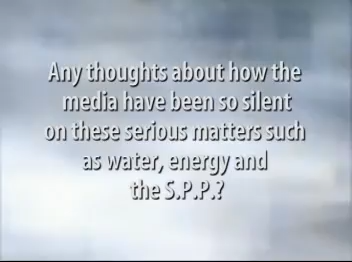 Any thoughts about how the
media have been so silent
on these serious matters such
as water, energy and
the S.P.P.?